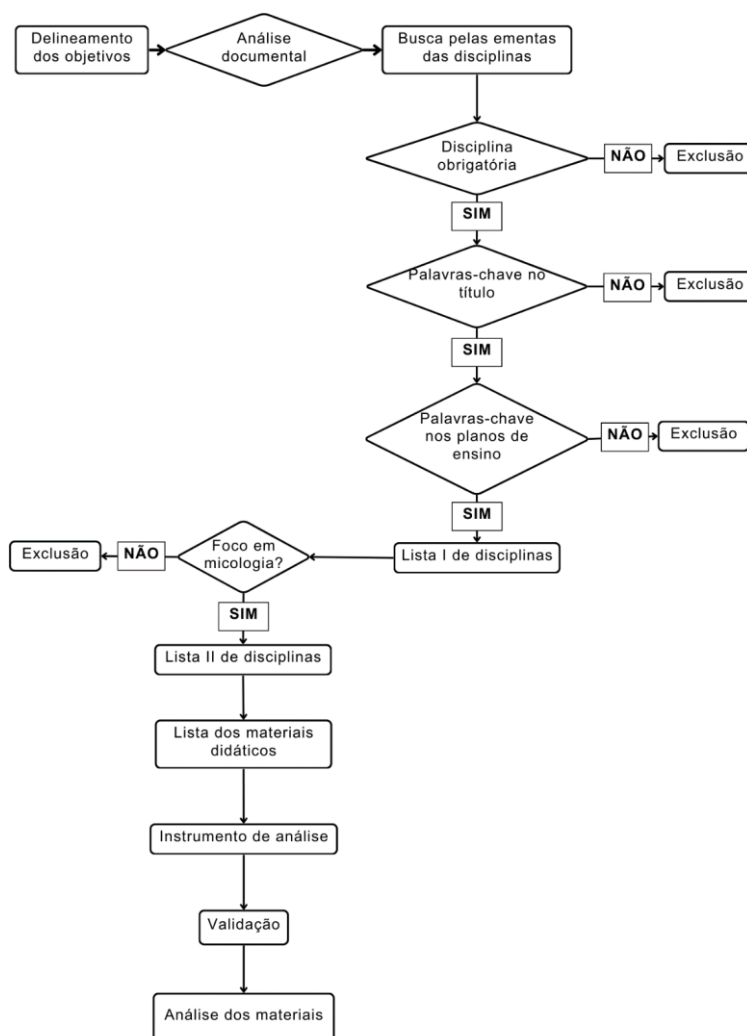 Delineamento
dos objetivos
Análise
documental
Busca pelas ementas
das disciplinas
Disciplina
obrigatória
NÃO
Exclusão
SIM
Palavras-chave no
título
NÃO
Exclusão
SIM
Palavras-chave
nos planos de
ensino
NÃO
Exclusão
SIM
Lista I de disciplinas
Foco em
micologia?
NÃO
Exclusão
SIM
Lista II de disciplinas
Lista dos materiais
didáticos
Instrumento de análise
Validação
Análise dos materiais